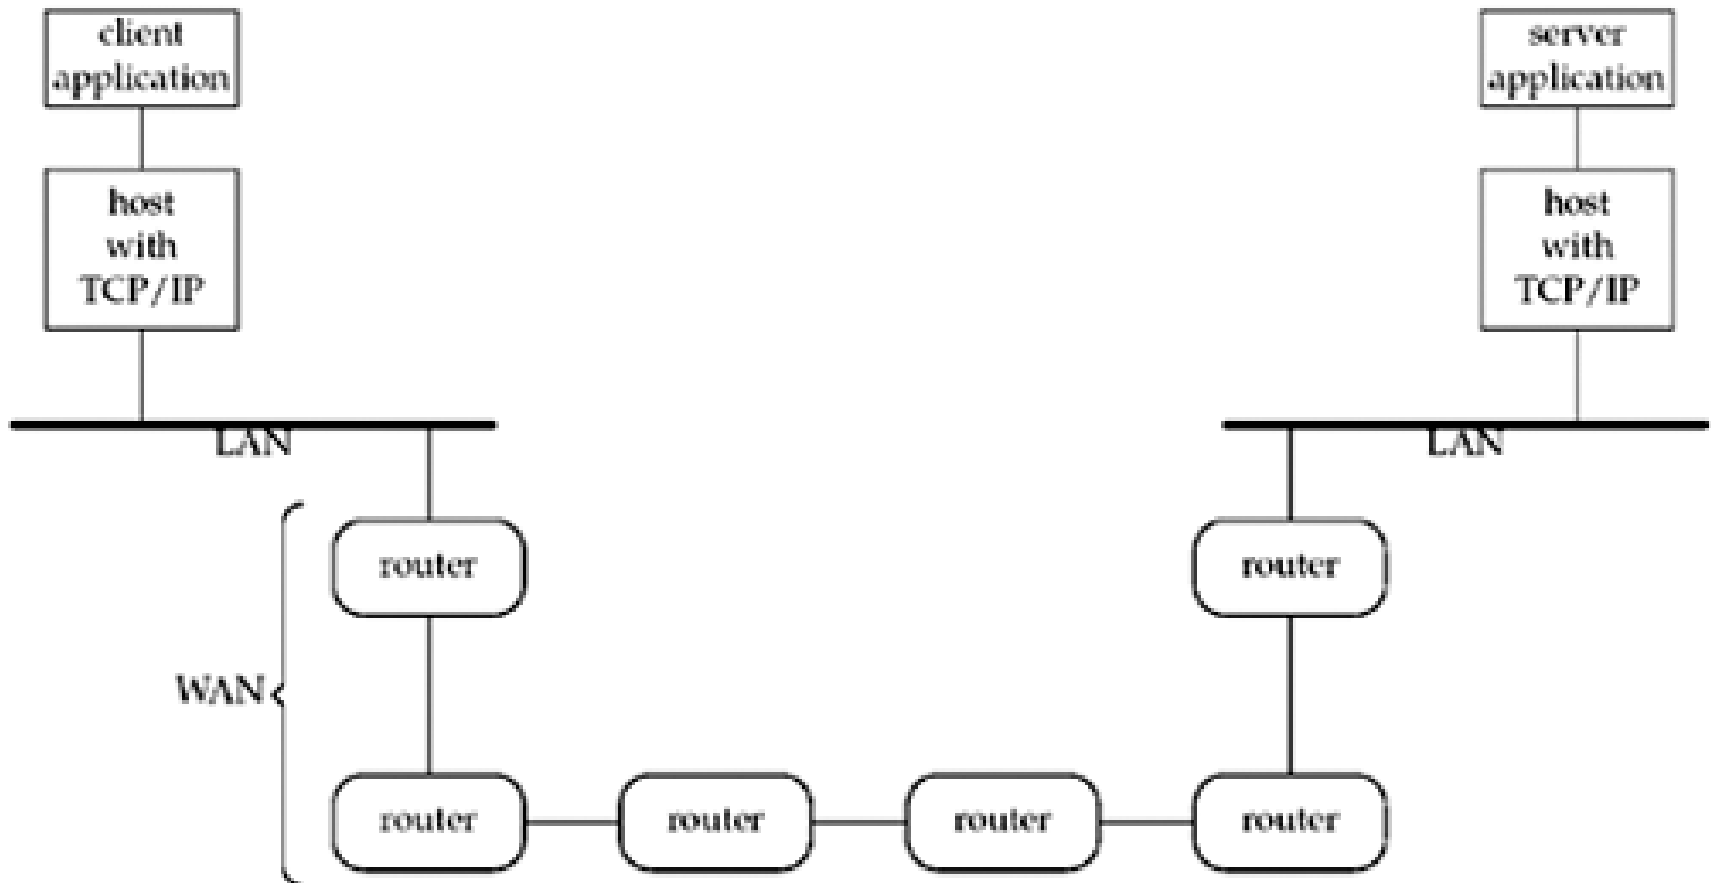 client
application
server
application
host
with
TCP/IP
host
with
TCP/IP
LAN
LAN
router
router
WAN
router
router
router
router